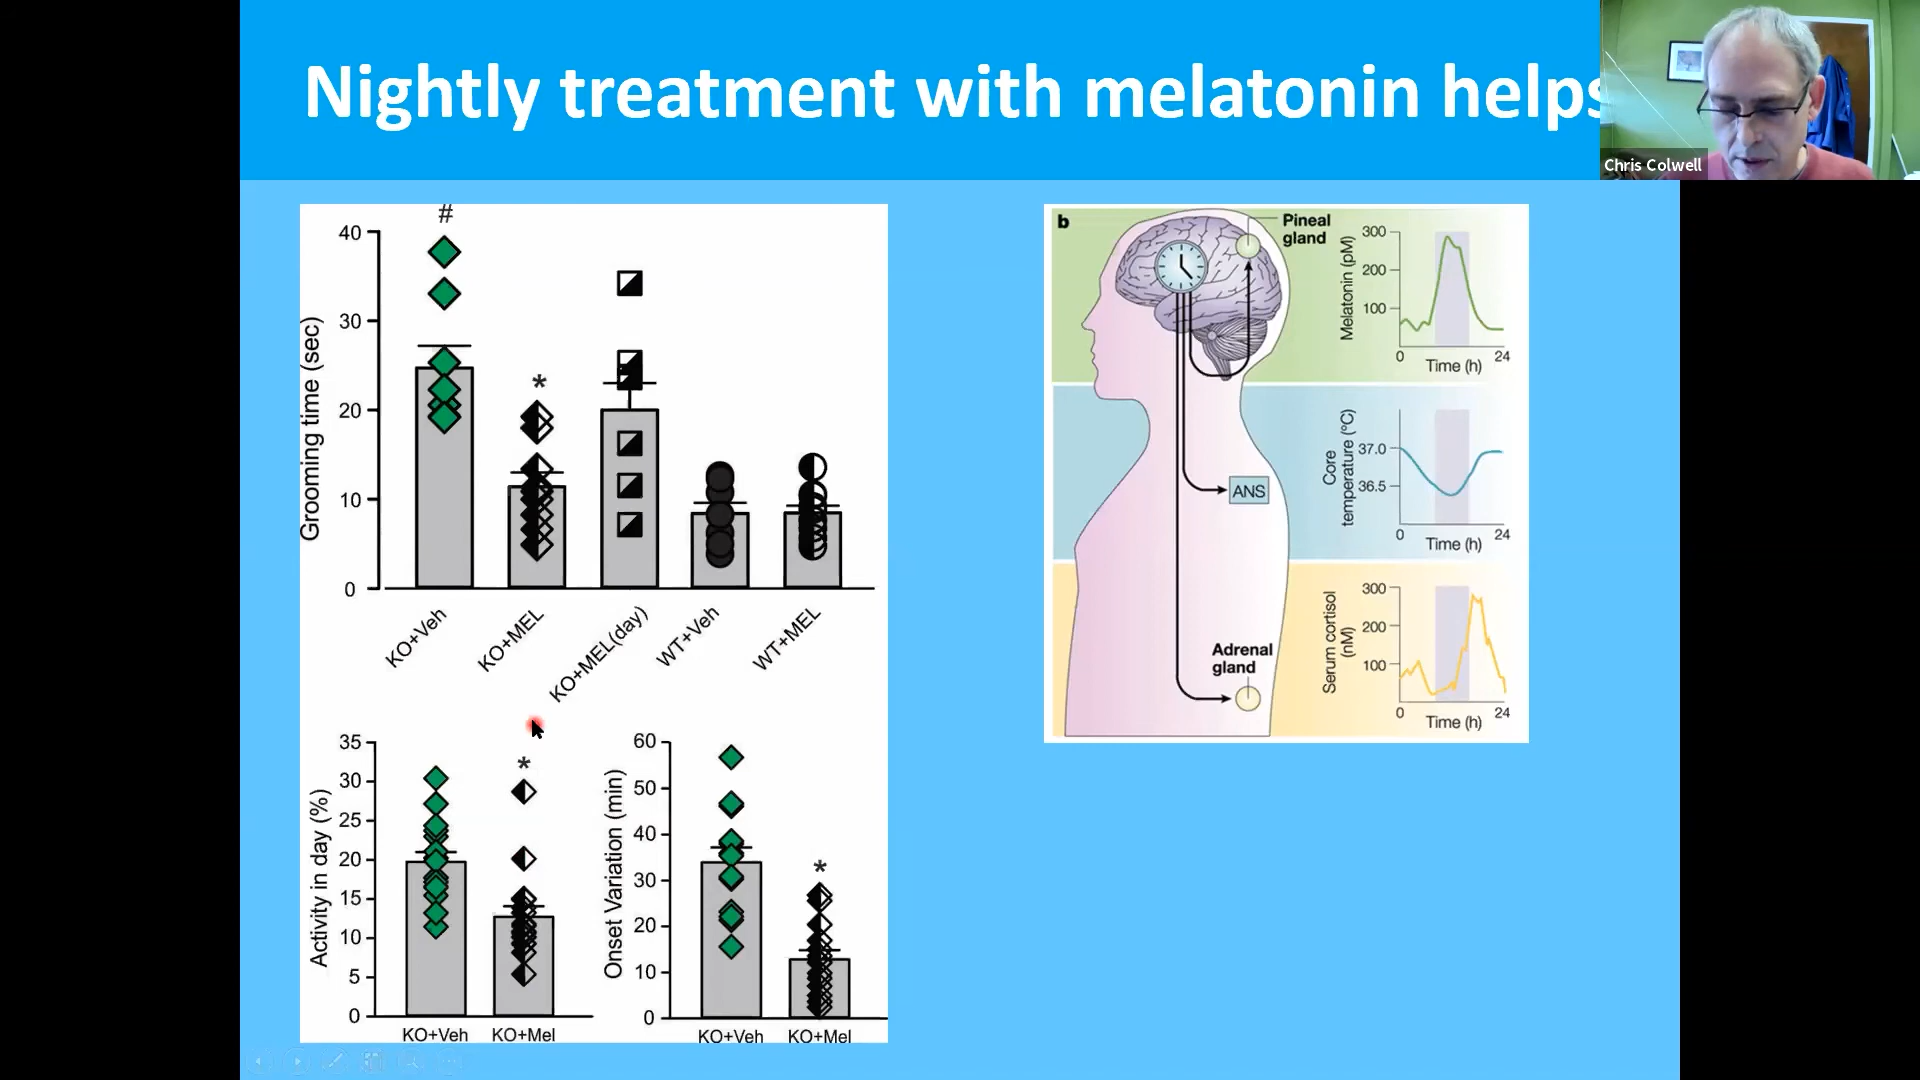 Nightly treatment with melatonin helps
Chris Colwell
#
40
30
20
10
0
Grooming time (sec)
*
KO+Veh
KO+MEL
KO+MEL(day)
WT+Veh
WT+MEL
35
30
25
20
15
10
5
0
Activity in day (%)
*
KO+Veh
KO+Mel
60
50
40
30
20
10
0
Onset Variation (min)
*
KO+Veh
KO+Mel
b
Pineal
gland
ANS
Adrenal
gland
Melatonin (pM)
300
200
100
0
24
Time (h)
Core
temperature (°C)
37.0
36.5
0
24
Time (h)
Serum cortisol
(nM)
300
200
100
0
24
Time (h)